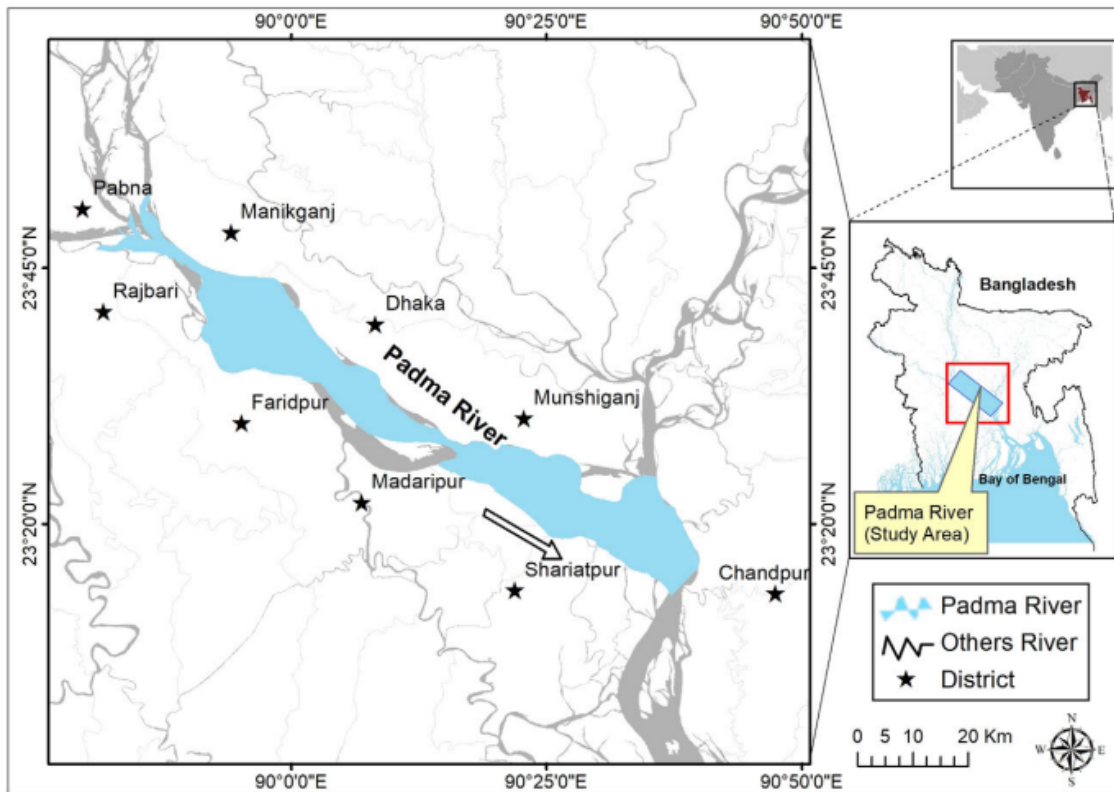 90°0'0"E
90°25'0"E
90°50'0"E
23°45'0"N
23°20'0"N
Pabna
Manikganj
Rajbari
Dhaka
Padma River
Faridpur
Munshiganj
Madaripur
Shariatpur
Chandpur
23°45'0"N
23°20'0"N
90°0'0"E
90°25'0"E
90°50'0"E
Bangladesh
Bay of Bengal
Padma River
(Study Area)
Padma River
Others River
District
0 5 10 20 Km
N
W E
S